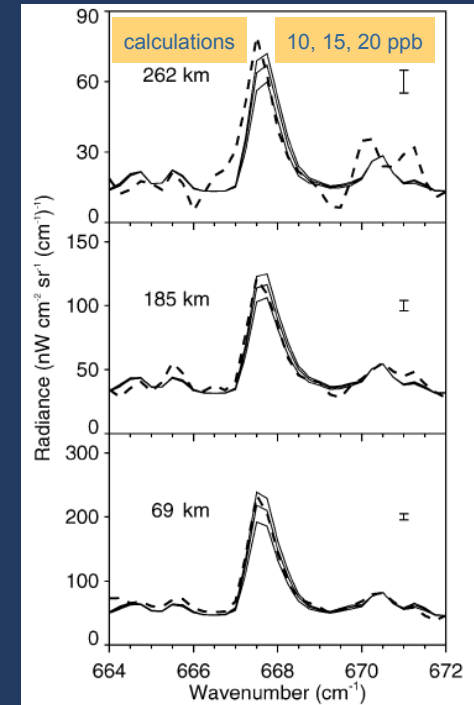 calculations
10, 15, 20 ppb
90
262 km
60
30
0
150
185 km
100
50
0
300
69 km
200
100
0
664 666 668 670 672
Wavenumber (cm⁻¹)
Radiance (nW cm⁻² sr⁻¹ (cm⁻¹)⁻¹)